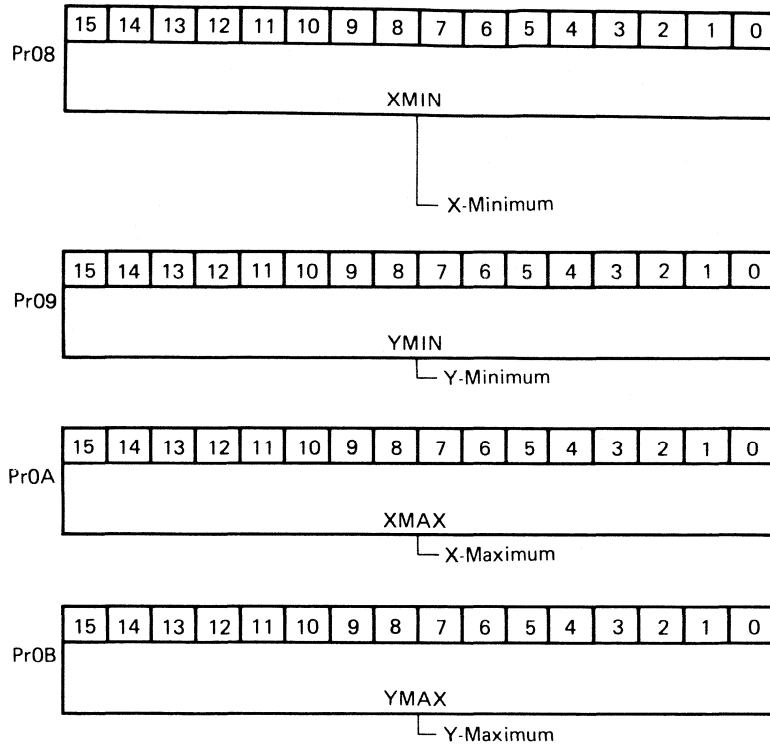 15 14 13 12 11 10 9 8 7 6 5 4 3 2 1 0
Pr08
XMIN
X-Minimum
15 14 13 12 11 10 9 8 7 6 5 4 3 2 1 0
Pr09
YMIN
Y-Minimum
15 14 13 12 11 10 9 8 7 6 5 4 3 2 1 0
Pr0A
XMAX
X-Maximum
15 14 13 12 11 10 9 8 7 6 5 4 3 2 1 0
Pr0B
YMAX
Y-Maximum